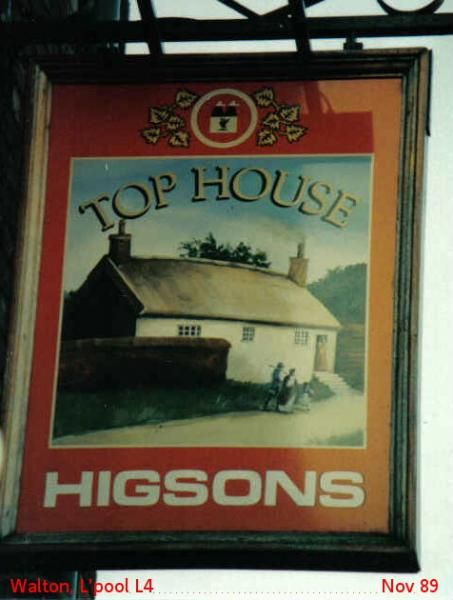 TOP HOUSE
HIGSONS
Walton, L'pool L4 Nov 89